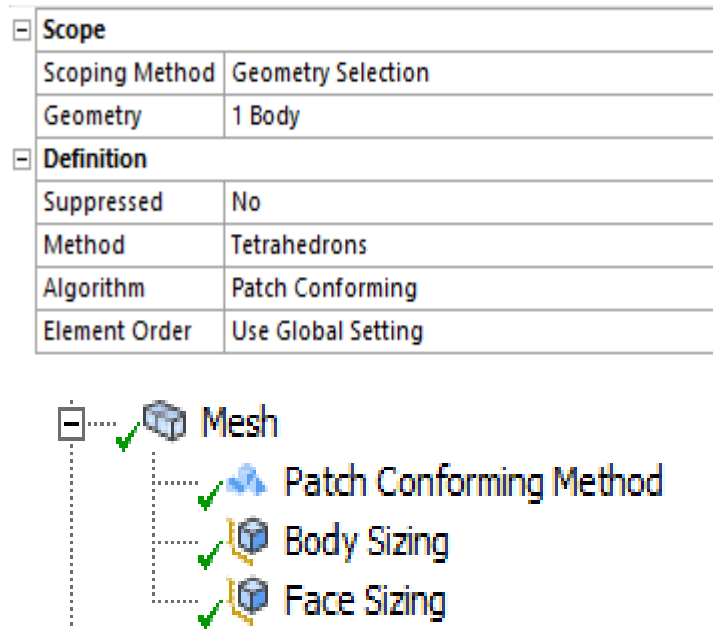 Scope
Scoping Method Geometry Selection
Geometry 1 Body
Definition
Suppressed No
Method Tetrahedrons
Algorithm Patch Conforming
Element Order Use Global Setting
Mesh
Patch Conforming Method
Body Sizing
Face Sizing